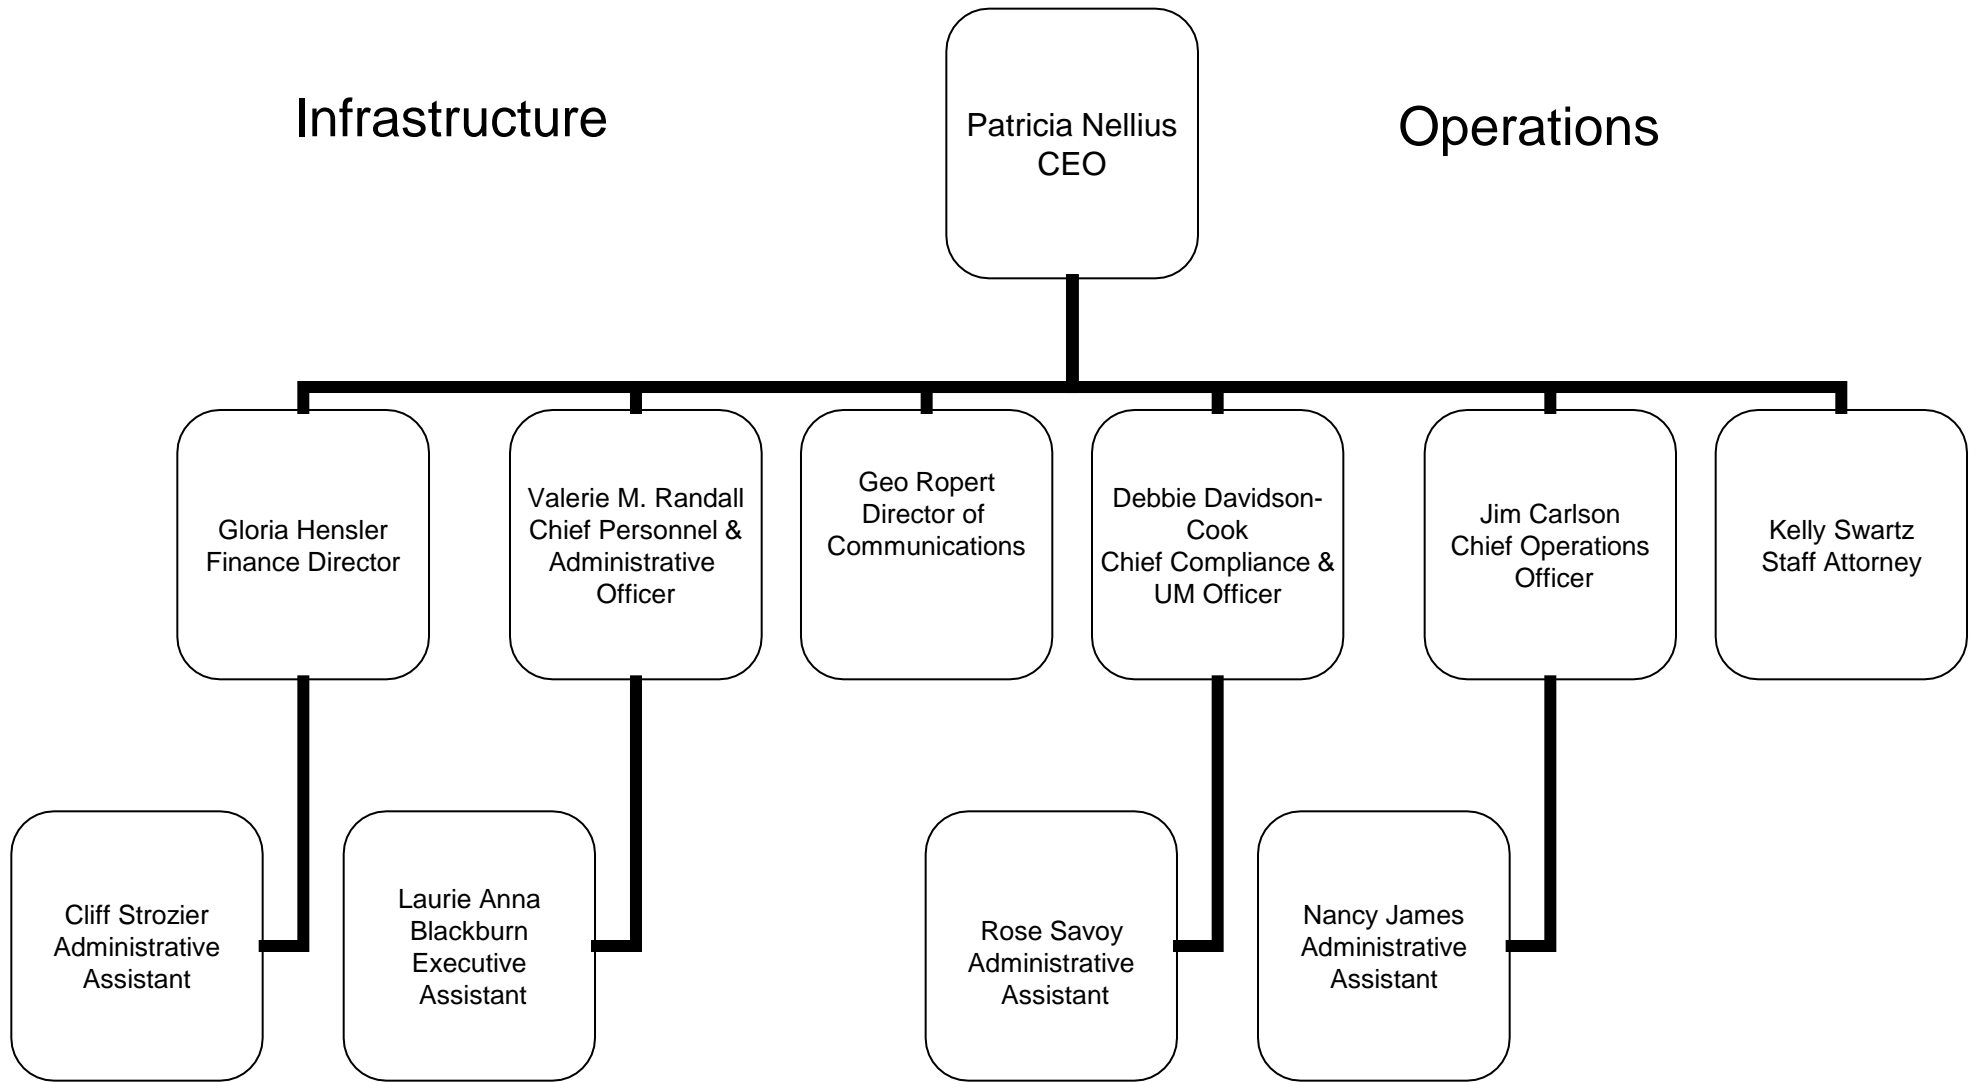 Infrastructure
Patricia Nellius
CEO
Operations
Gloria Hensler
Finance Director
Valerie M. Randall
Chief Personnel &
Administrative
Officer
Geo Ropert
Director of
Communications
Debbie Davidson-
Cook
Chief Compliance &
UM Officer
Jim Carlson
Chief Operations
Officer
Kelly Swartz
Staff Attorney
Cliff Strozier
Administrative
Assistant
Laurie Anna
Blackburn
Executive
Assistant
Rose Savoy
Administrative
Assistant
Nancy James
Administrative
Assistant